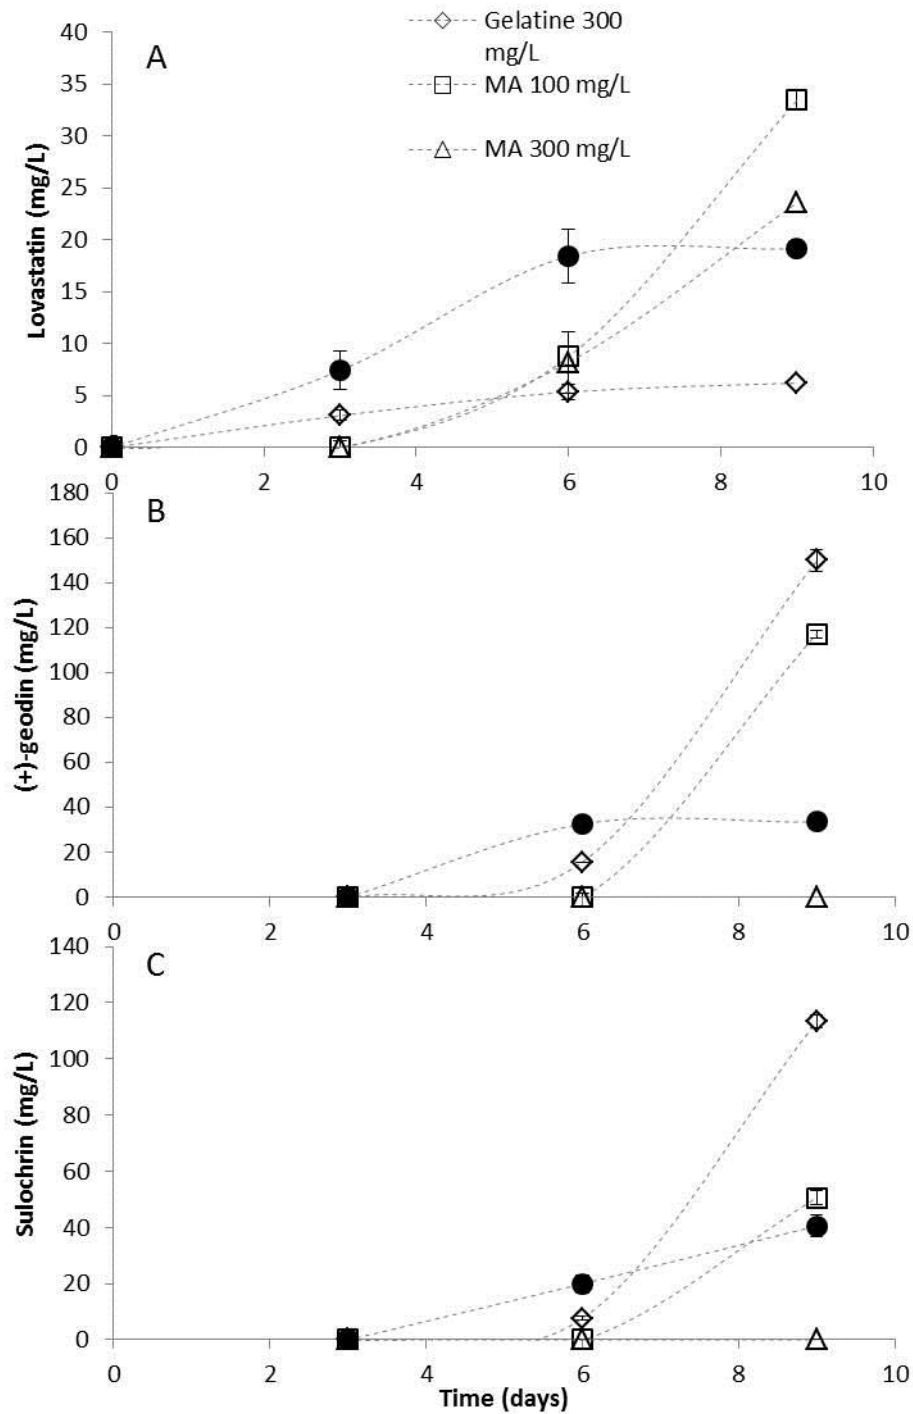 Gelatine 300
mg/L
MA 100 mg/L
MA 300 mg/L
A
Lovastatin (mg/L)
40
35
30
25
20
15
10
5
0
0 2 4 6 8 10
B
(+)-geodin (mg/L)
180
160
140
120
100
80
60
40
20
0
0 2 4 6 8 10
C
Sulochrin (mg/L)
140
120
100
80
60
40
20
0
0 2 4 6 8 10
Time (days)